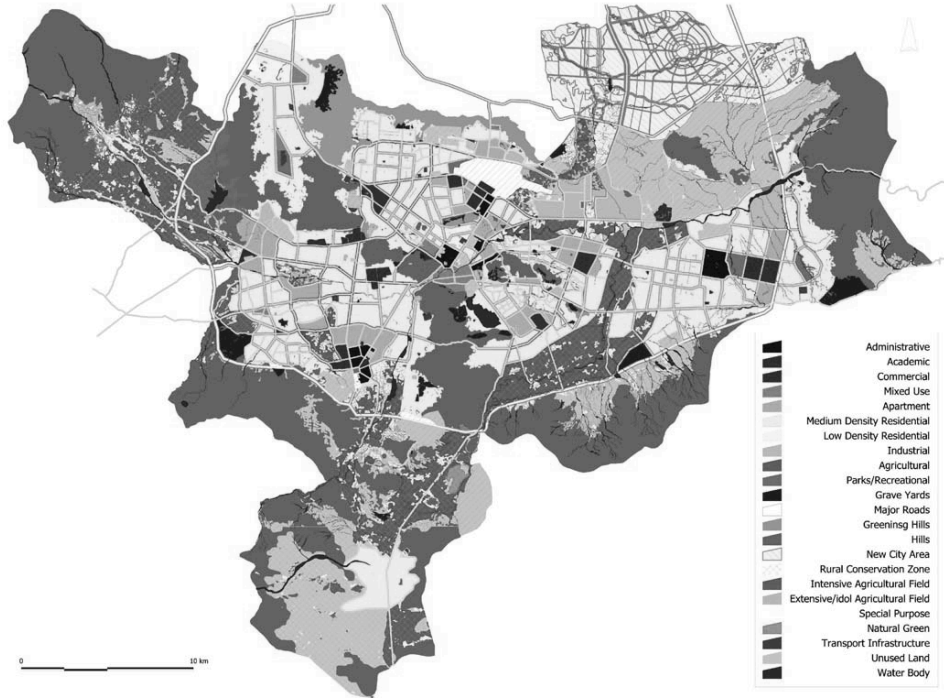 Administrative
Academic
Commercial
Mixed Use
Apartment
Medium Density Residential
Low Density Residential
Industrial
Agricultural
Parks/Recreational
Grave Yards
Major Roads
Greeninsg Hills
Hills
New City Area
Rural Conservation Zone
Intensive Agricultural Field
Extensive/idol Agricultural Field
Special Purpose
Natural Green
Transport Infrastructure
Unused Land
Water Body
0 10 km